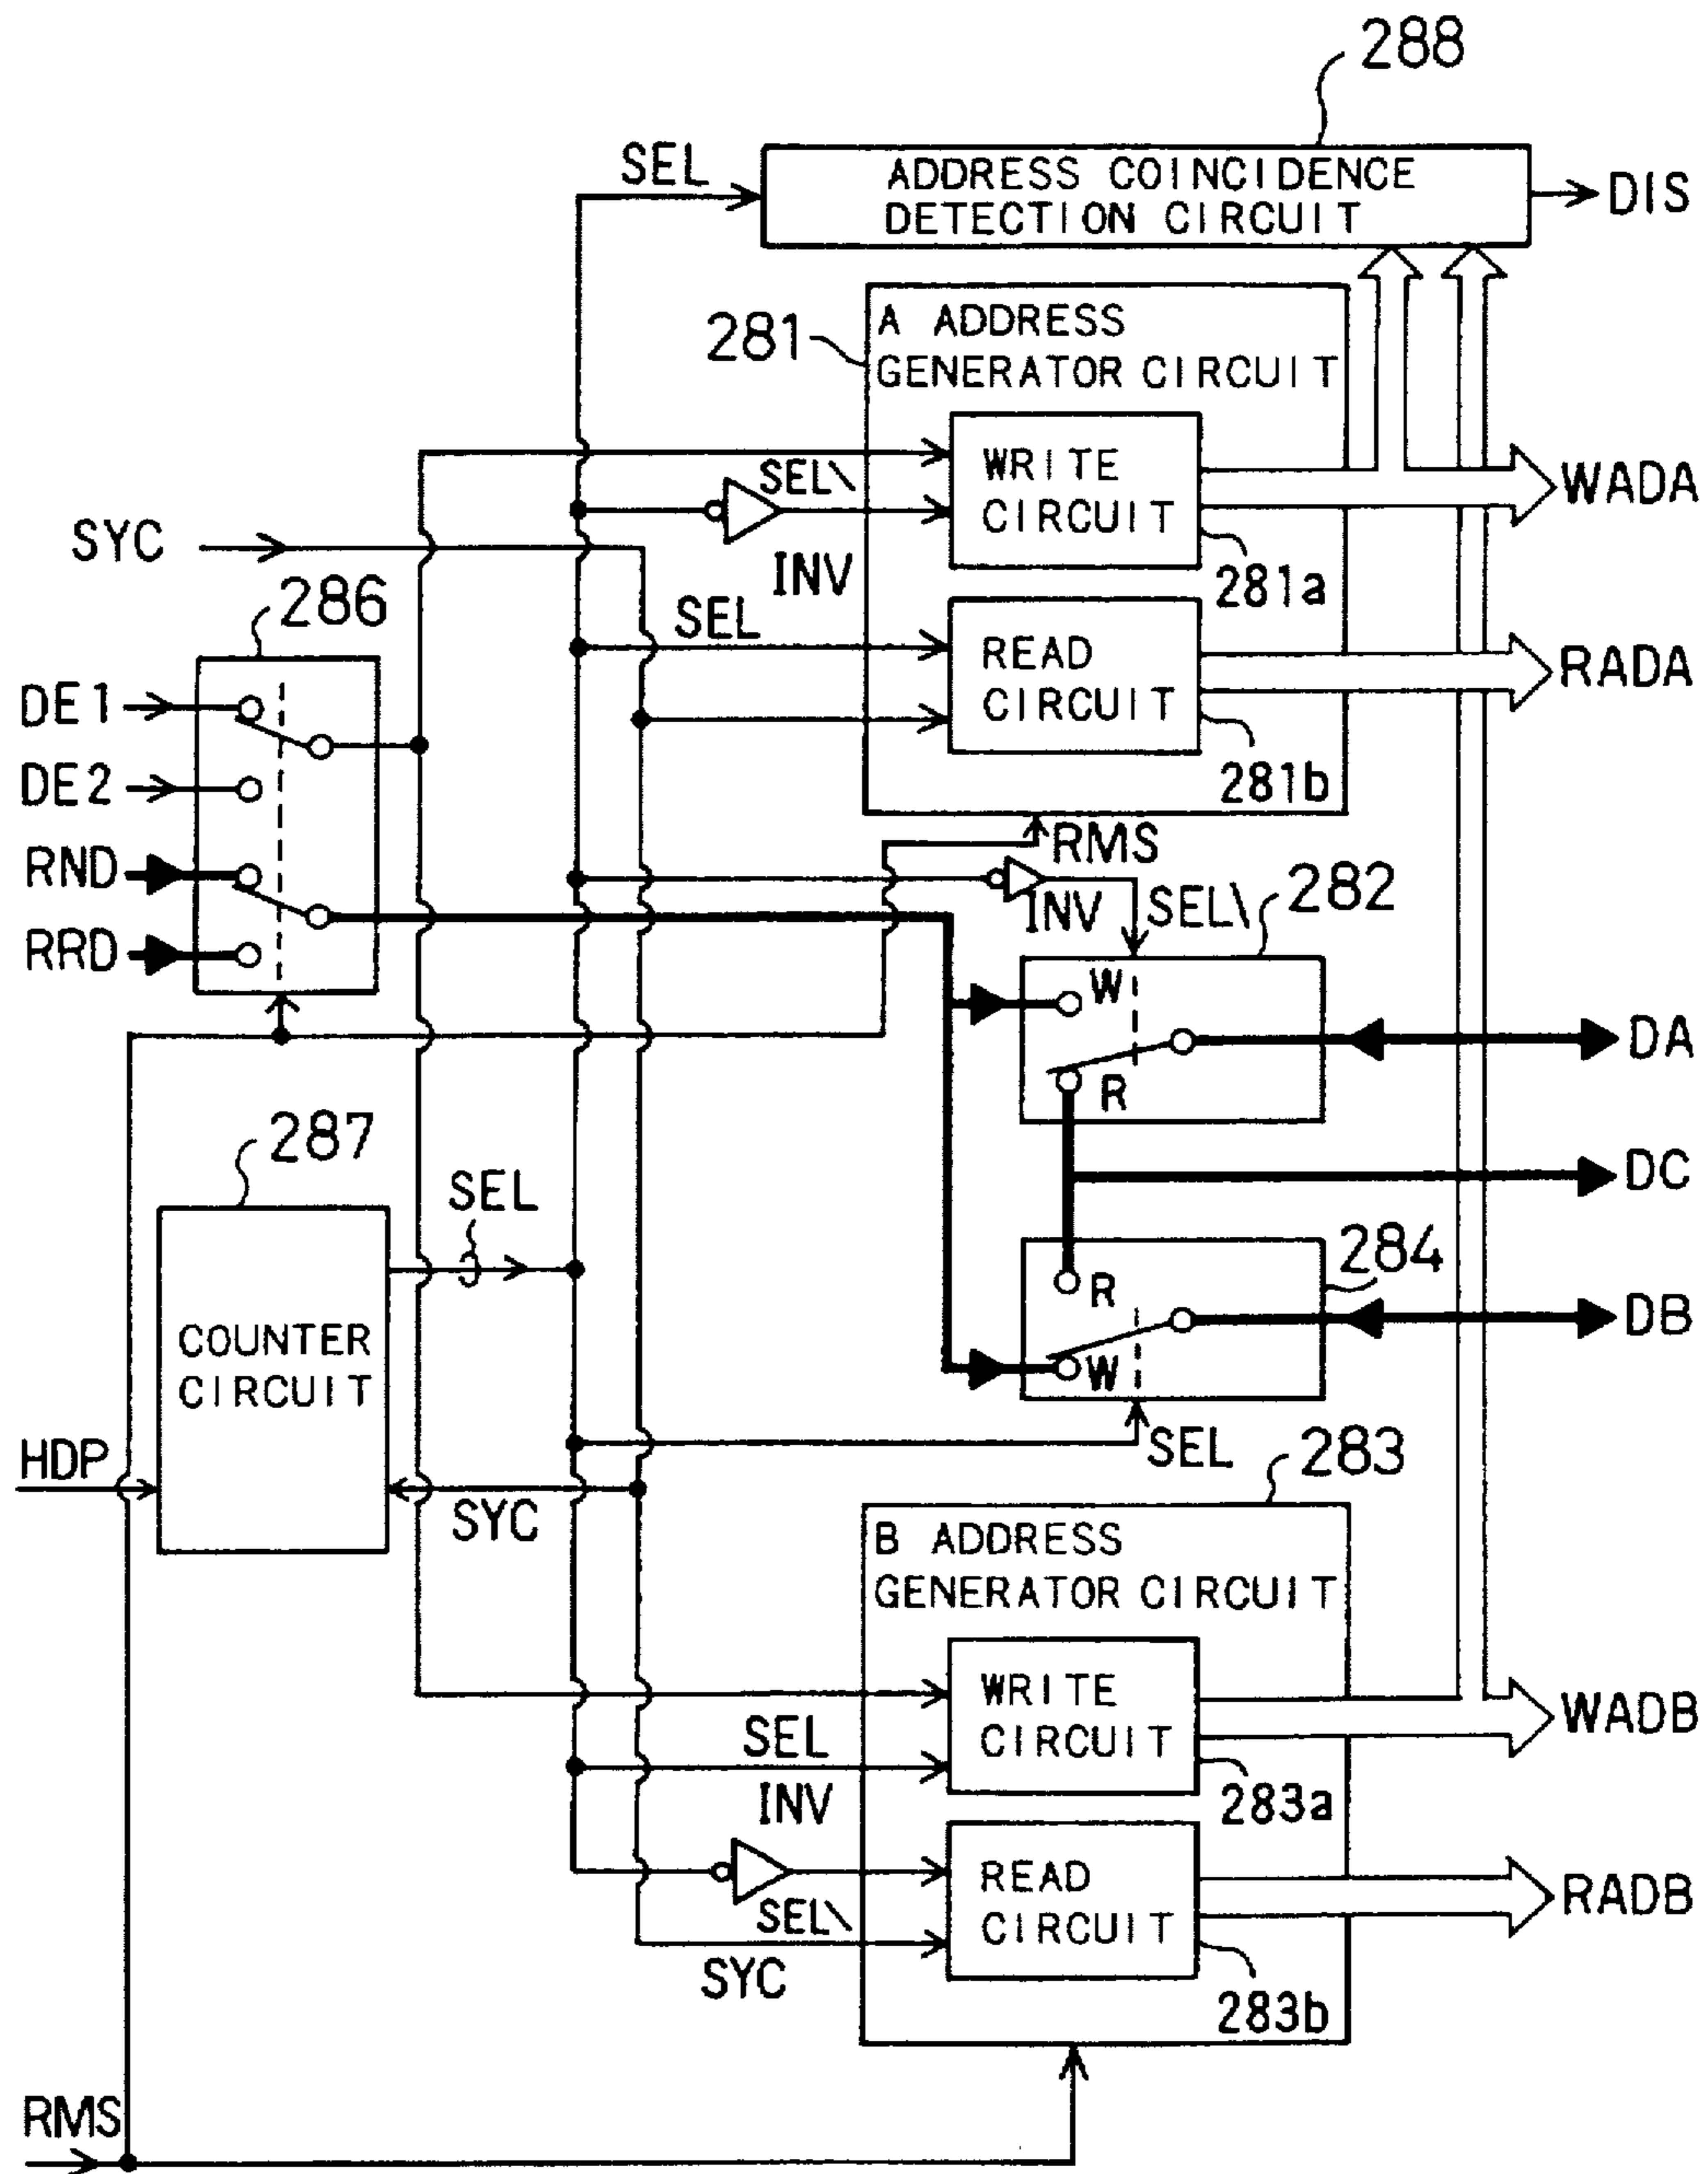 288
SEL
ADDRESS COINCIDENCE
DETECTION CIRCUIT
DIS
281
A ADDRESS
GENERATOR CIRCUIT
WRITE
CIRCUIT
SEL\
INV
281a
WADA
SYC
286
SEL
READ
CIRCUIT
281b
RADA
DE1
DE2
RND
RRD
RMS
INV
SEL\
282
W
R
DA
DC
287
SEL
COUNTER
CIRCUIT
284
R
W
DB
SEL
HDP
SYC
283
B ADDRESS
GENERATOR CIRCUIT
WRITE
CIRCUIT
SEL
INV
283a
WADB
READ
CIRCUIT
SEL\
SYC
283b
RADB
RMS